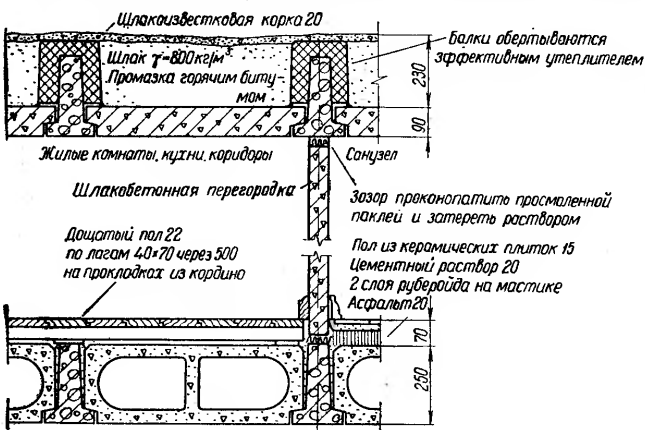 Шлакоизвестковая корка 20
Шлак γ=800кг/м³
Промазка горячим биту-
мом
Балки обертываются
эффективным утеплителем
230
90
Жилые комнаты, кухни, коридоры
Санузел
Шлакобетонная перегородка
Зазор проконопатить просмоленной
паклей и затереть раствором
Дощатый пол 22
по лагам 40×70 через 500
на прокладках из кордино
Пол из керамических плиток 15
Цементный раствор 20
2 слоя рубероида на мастике
Асфальт 20
70
250